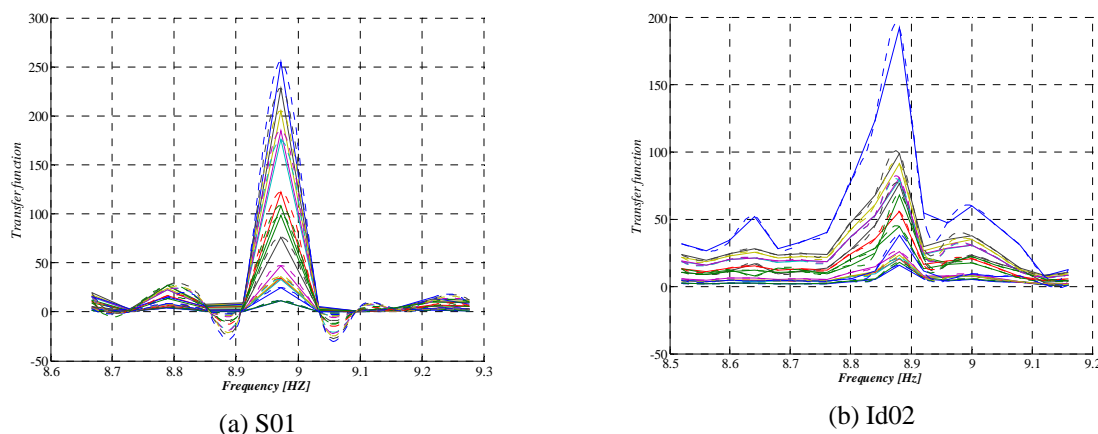 300
250
200
150
100
50
0
-50
8.6 8.7 8.8 8.9 9 9.1 9.2 9.3
Transfer function
Frequency [HZ]
(a) S01
200
150
100
50
0
-50
8.5 8.6 8.7 8.8 8.9 9 9.1 9.2
Transfer function
Frequency [Hz]
(b) Id02